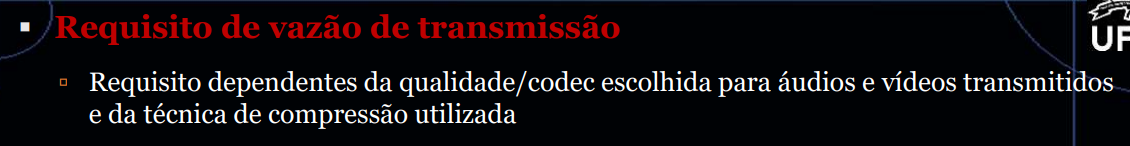 Requisito de vazão de transmissão
Requisito dependentes da qualidade/codec escolhida para áudios e vídeos transmitidos
e da técnica de compressão utilizada
UF